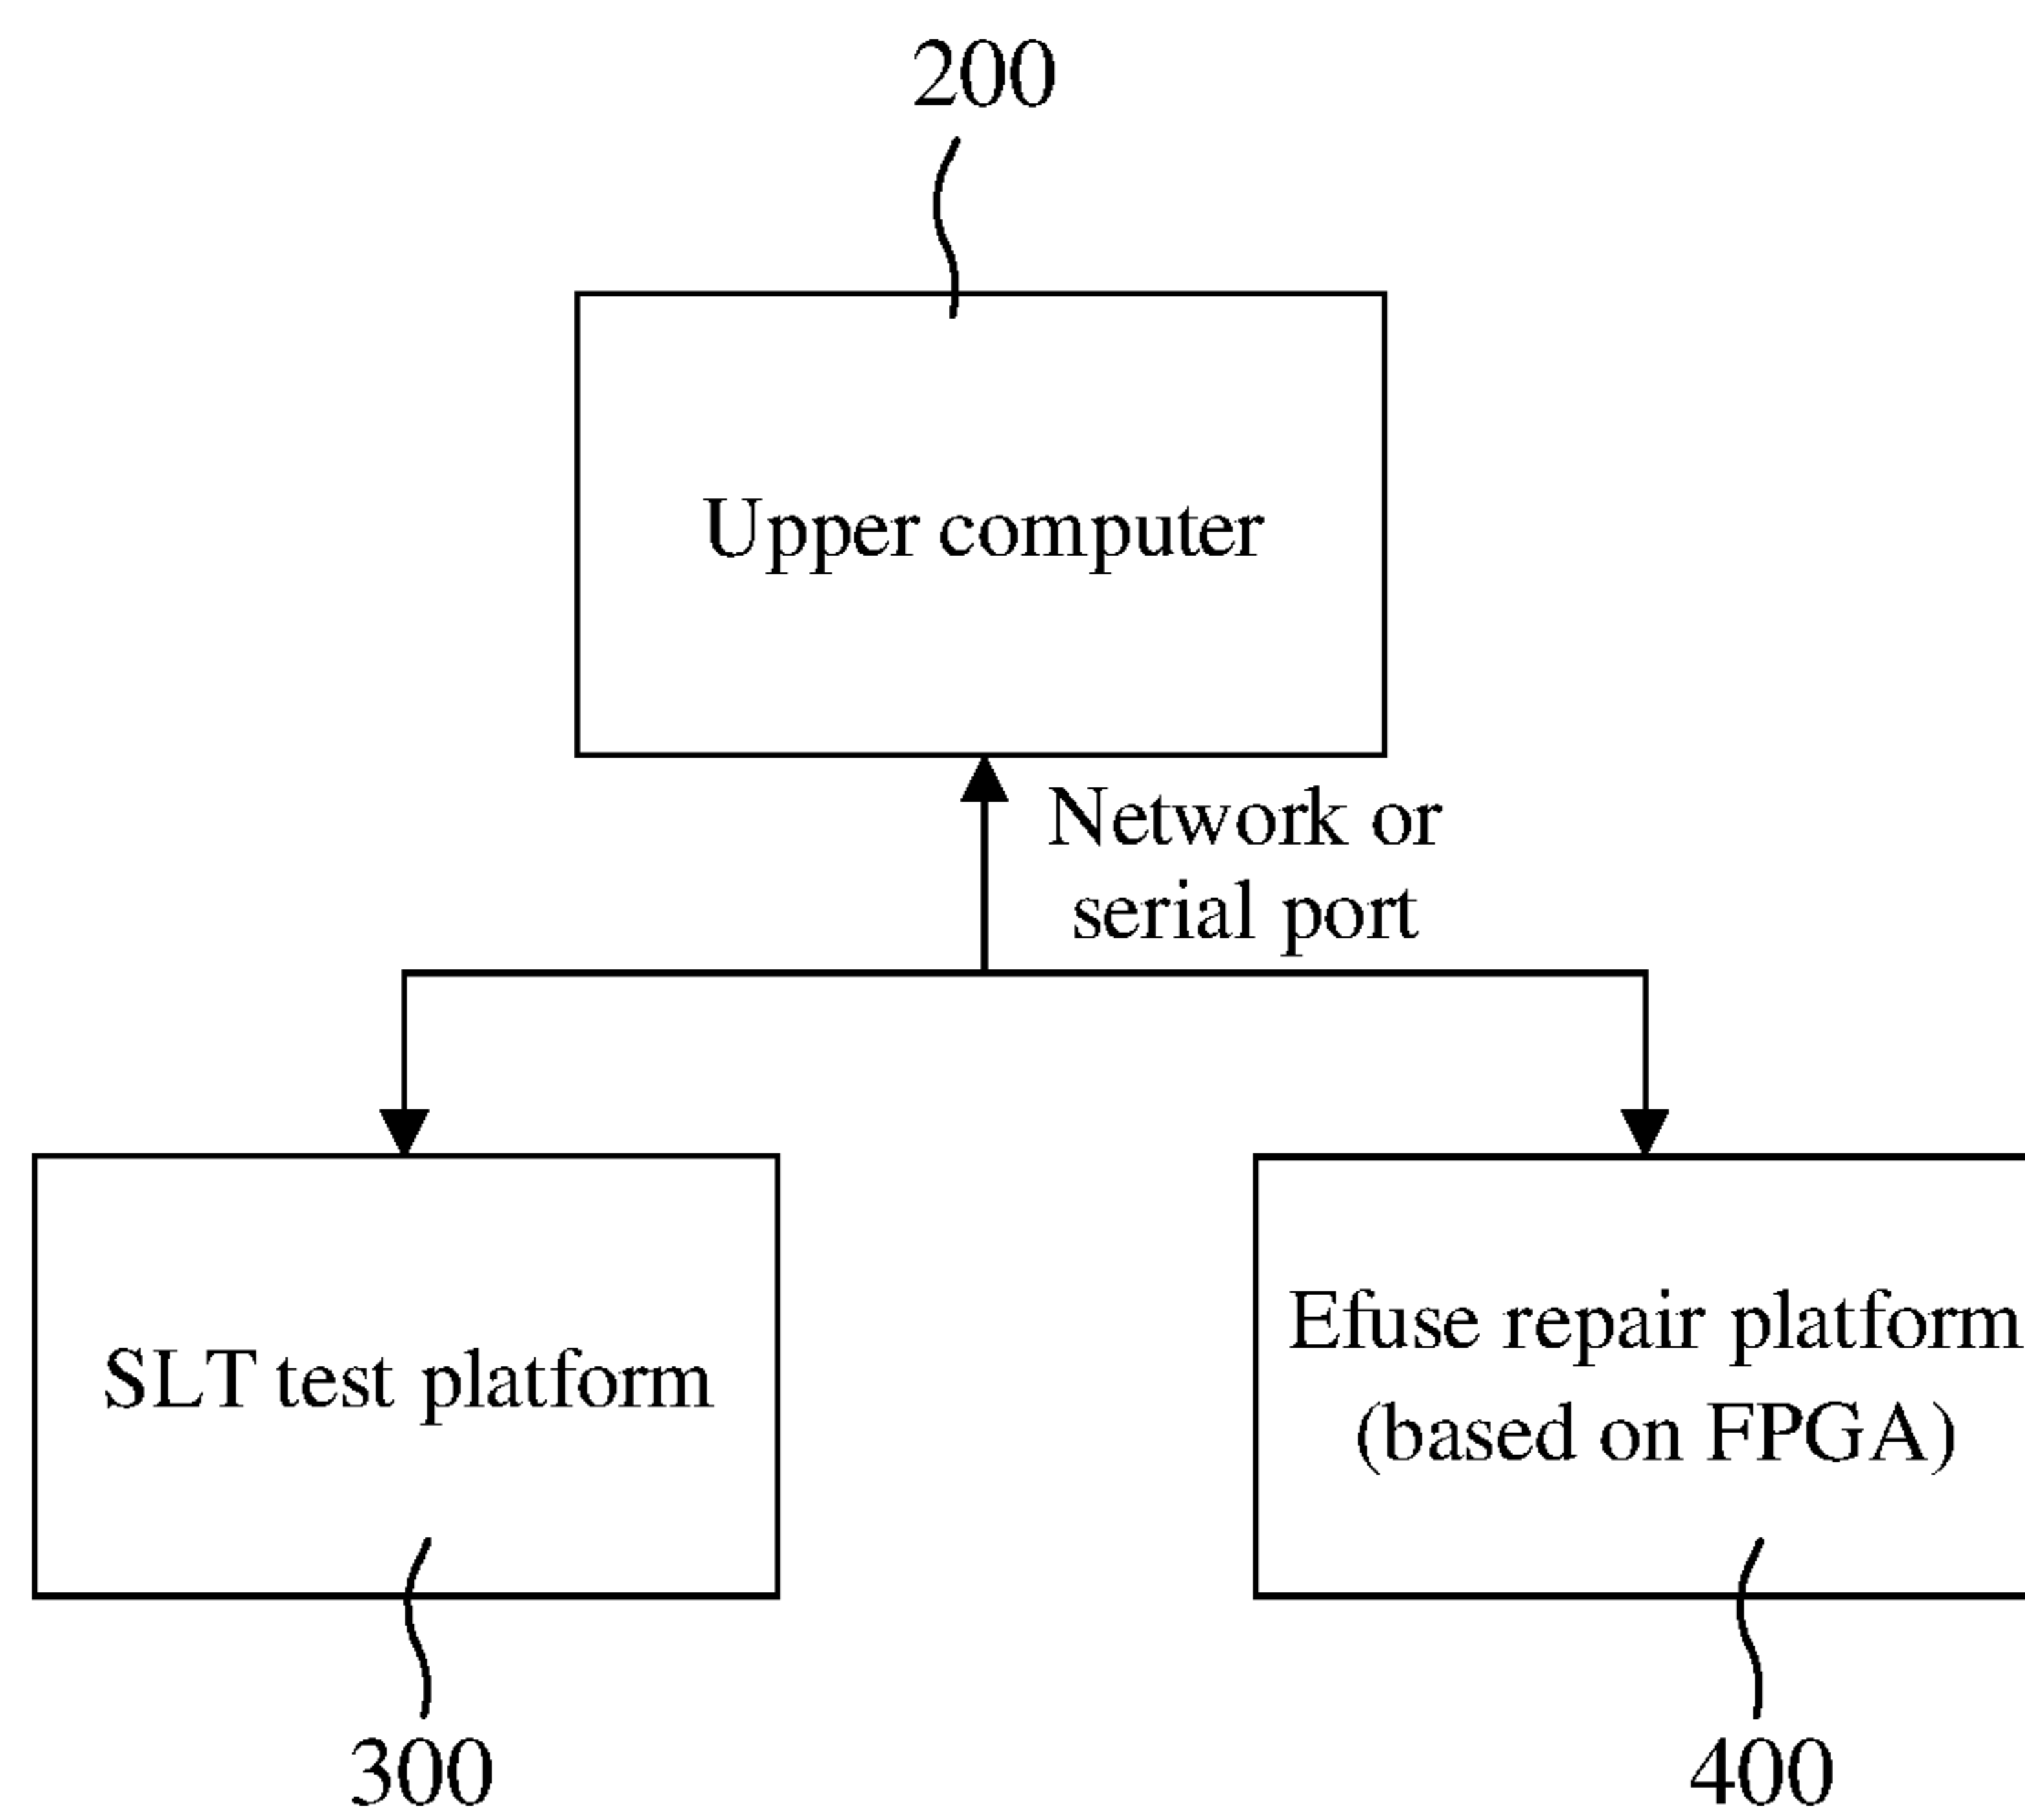 200
Upper computer
Network or
serial port
SLT test platform
Efuse repair platform
(based on FPGA)
300
400